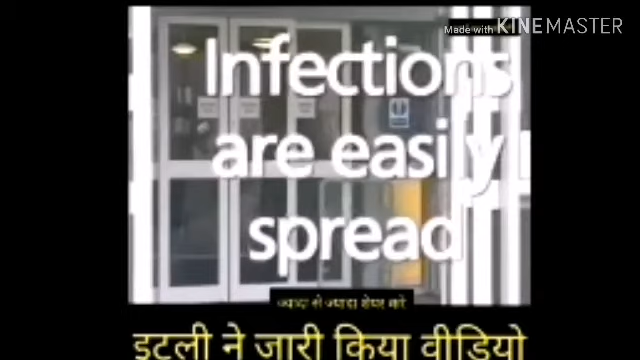 Made with KINEMASTER
Infections
are easily
spread
ज्यादा से ज्यादा शेयर करे
इटली ने जारी किया वीडियो